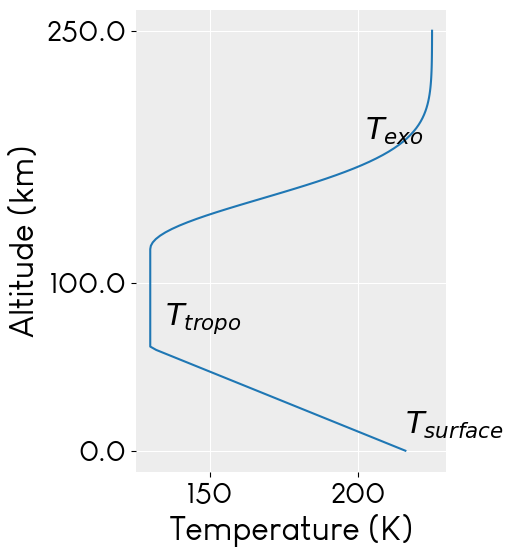 250.0
T_exo
Altitude (km)
100.0
T_tropo
T_surface
0.0
150 200
Temperature (K)